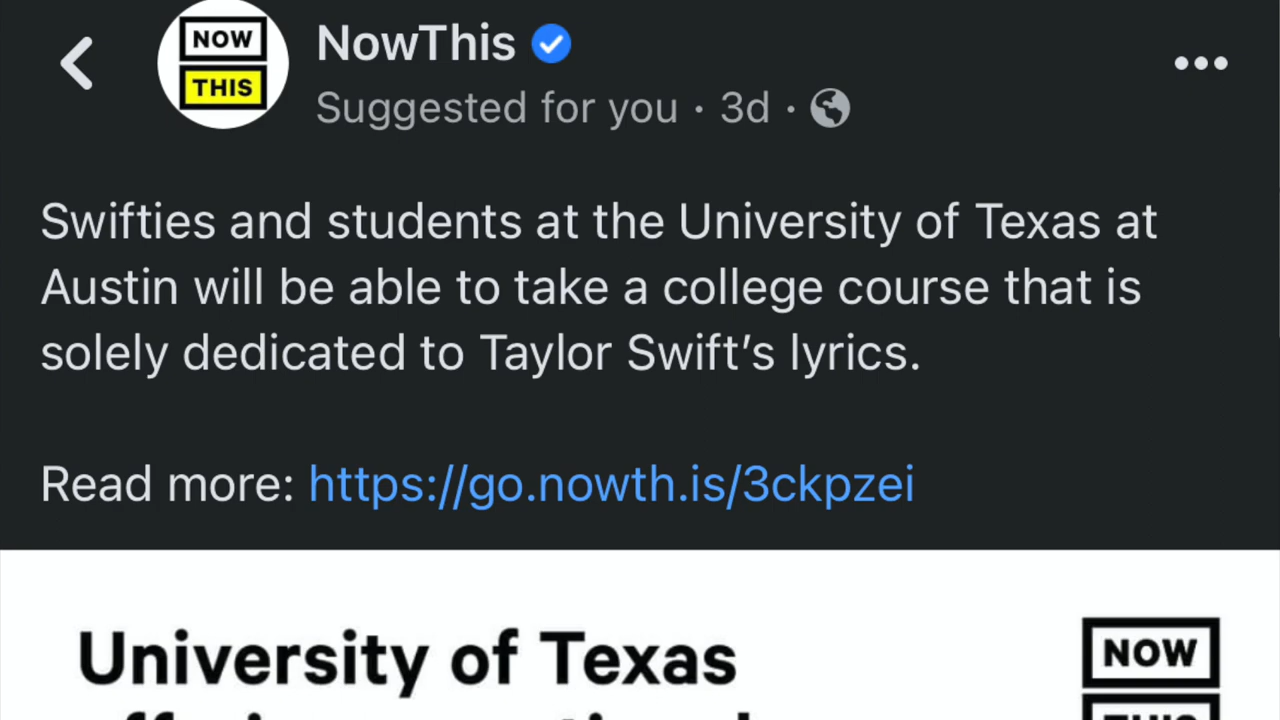 NOW
THIS
NowThis
Suggested for you · 3d ·
Swifties and students at the University of Texas at
Austin will be able to take a college course that is
solely dedicated to Taylor Swift’s lyrics.
Read more: https://go.nowth.is/3ckpzei
University of Texas
NOW
THIS